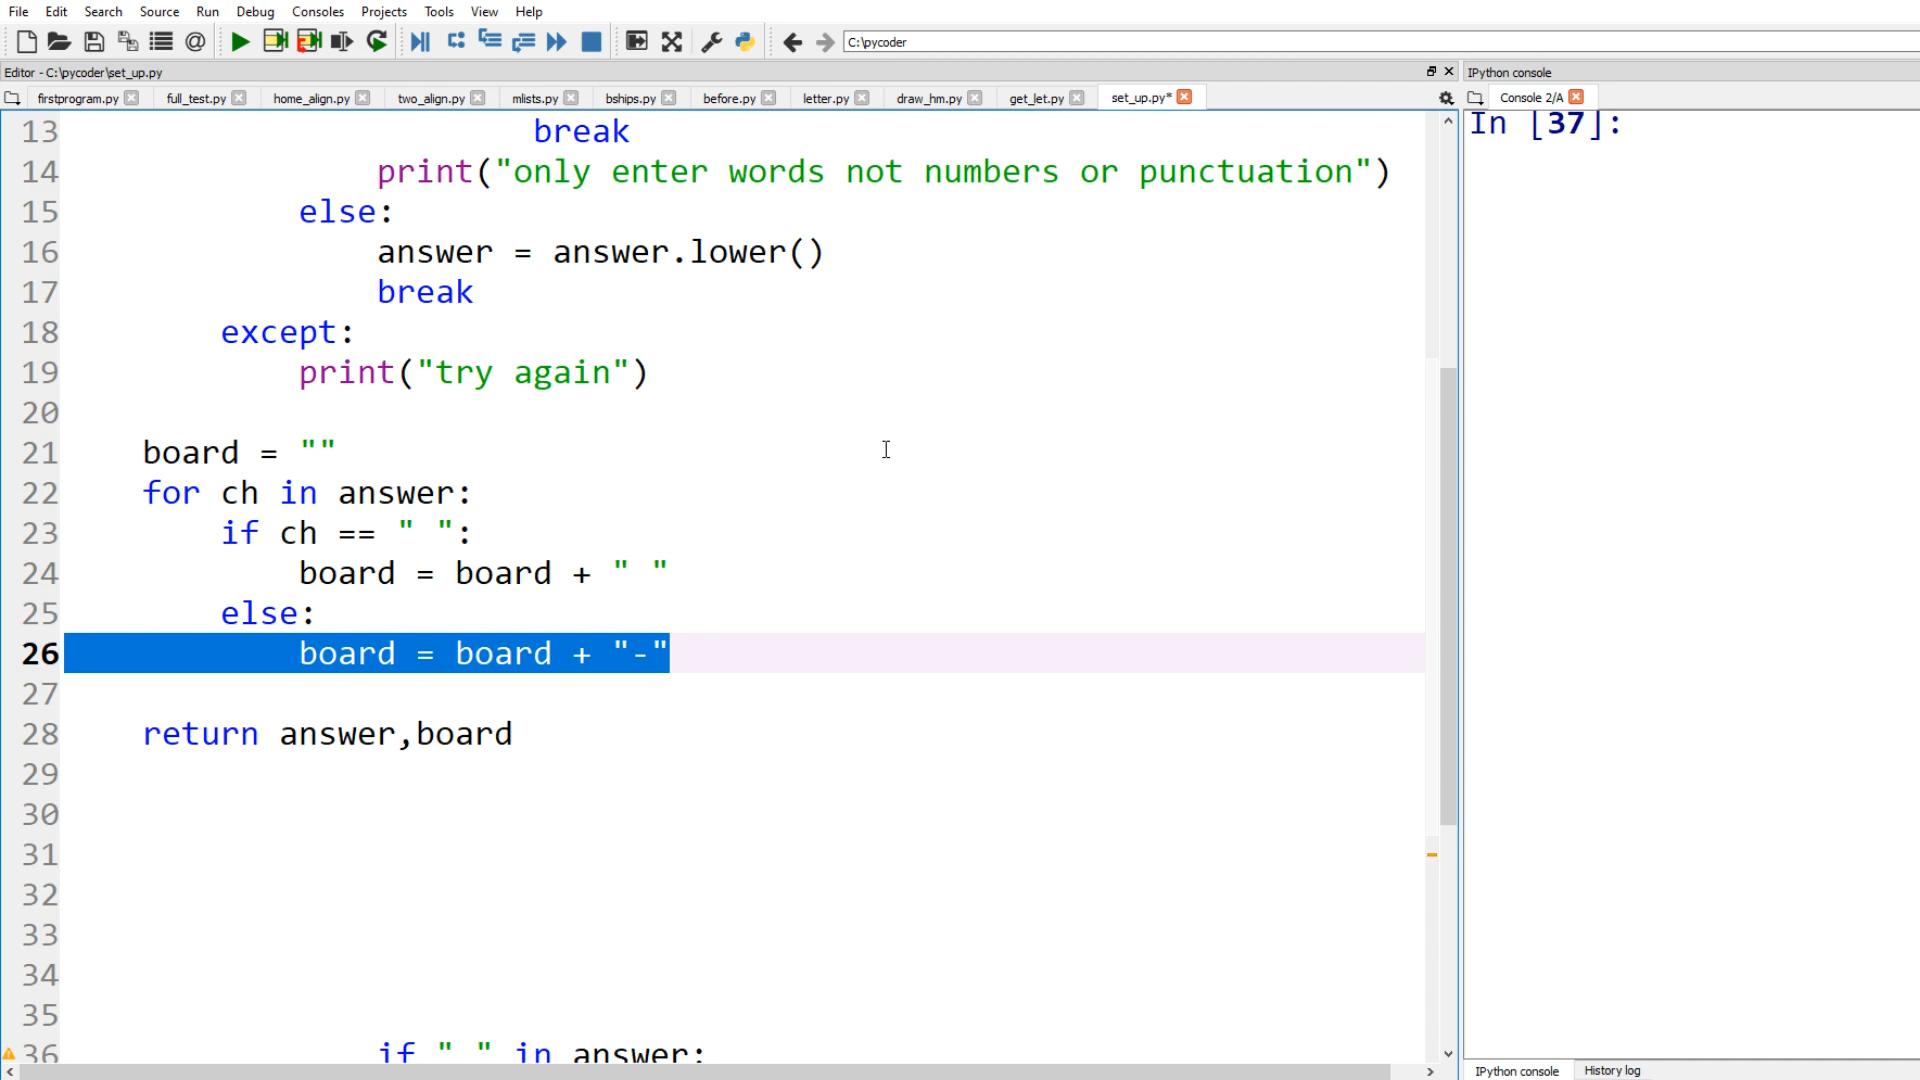 File Edit Search Source Run Debug Consoles Projects Tools View Help
C:\pycoder
Editor - C:\pycoder\set_up.py
IPython console
firstprogram.py full_test.py home_align.py two_align.py mlists.py bships.py before.py letter.py draw_hm.py get_let.py set_up.py*
Console 2/A
13 break
14 print("only enter words not numbers or punctuation")
15 else:
16 answer = answer.lower()
17 break
18 except:
19 print("try again")
20
21 board = ""
22 for ch in answer:
23 if ch == " ":
24 board = board + " "
25 else:
26 board = board + "-"
27
28 return answer,board
29
30
31
32
33
34
35
36 if " " in answer:
In [37]:
IPython console History log